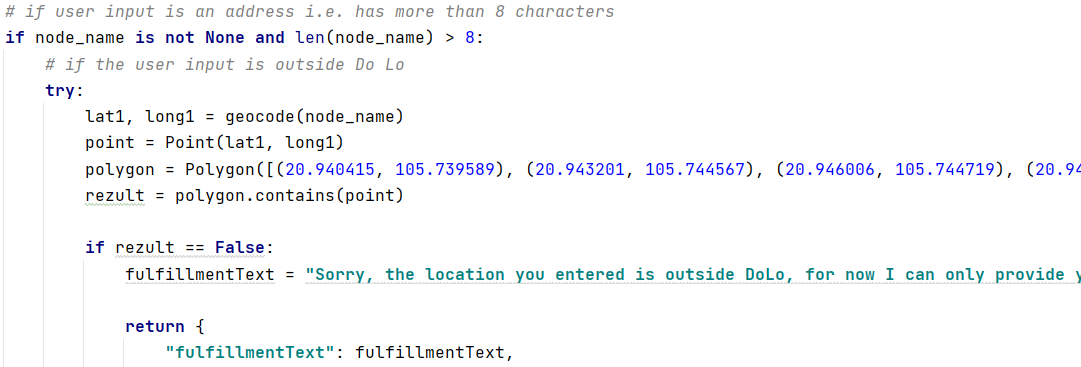 # if user input is an address i.e. has more than 8 characters
if node_name is not None and len(node_name) > 8:
# if the user input is outside Do Lo
try:
lat1, long1 = geocode(node_name)
point = Point(lat1, long1)
polygon = Polygon([(20.940415, 105.739589), (20.943201, 105.744567), (20.946006, 105.744719), (20.94
rezult = polygon.contains(point)
if rezult == False:
fulfillmentText = "Sorry, the location you entered is outside DoLo, for now I can only provide y
return {
"fulfillmentText": fulfillmentText,